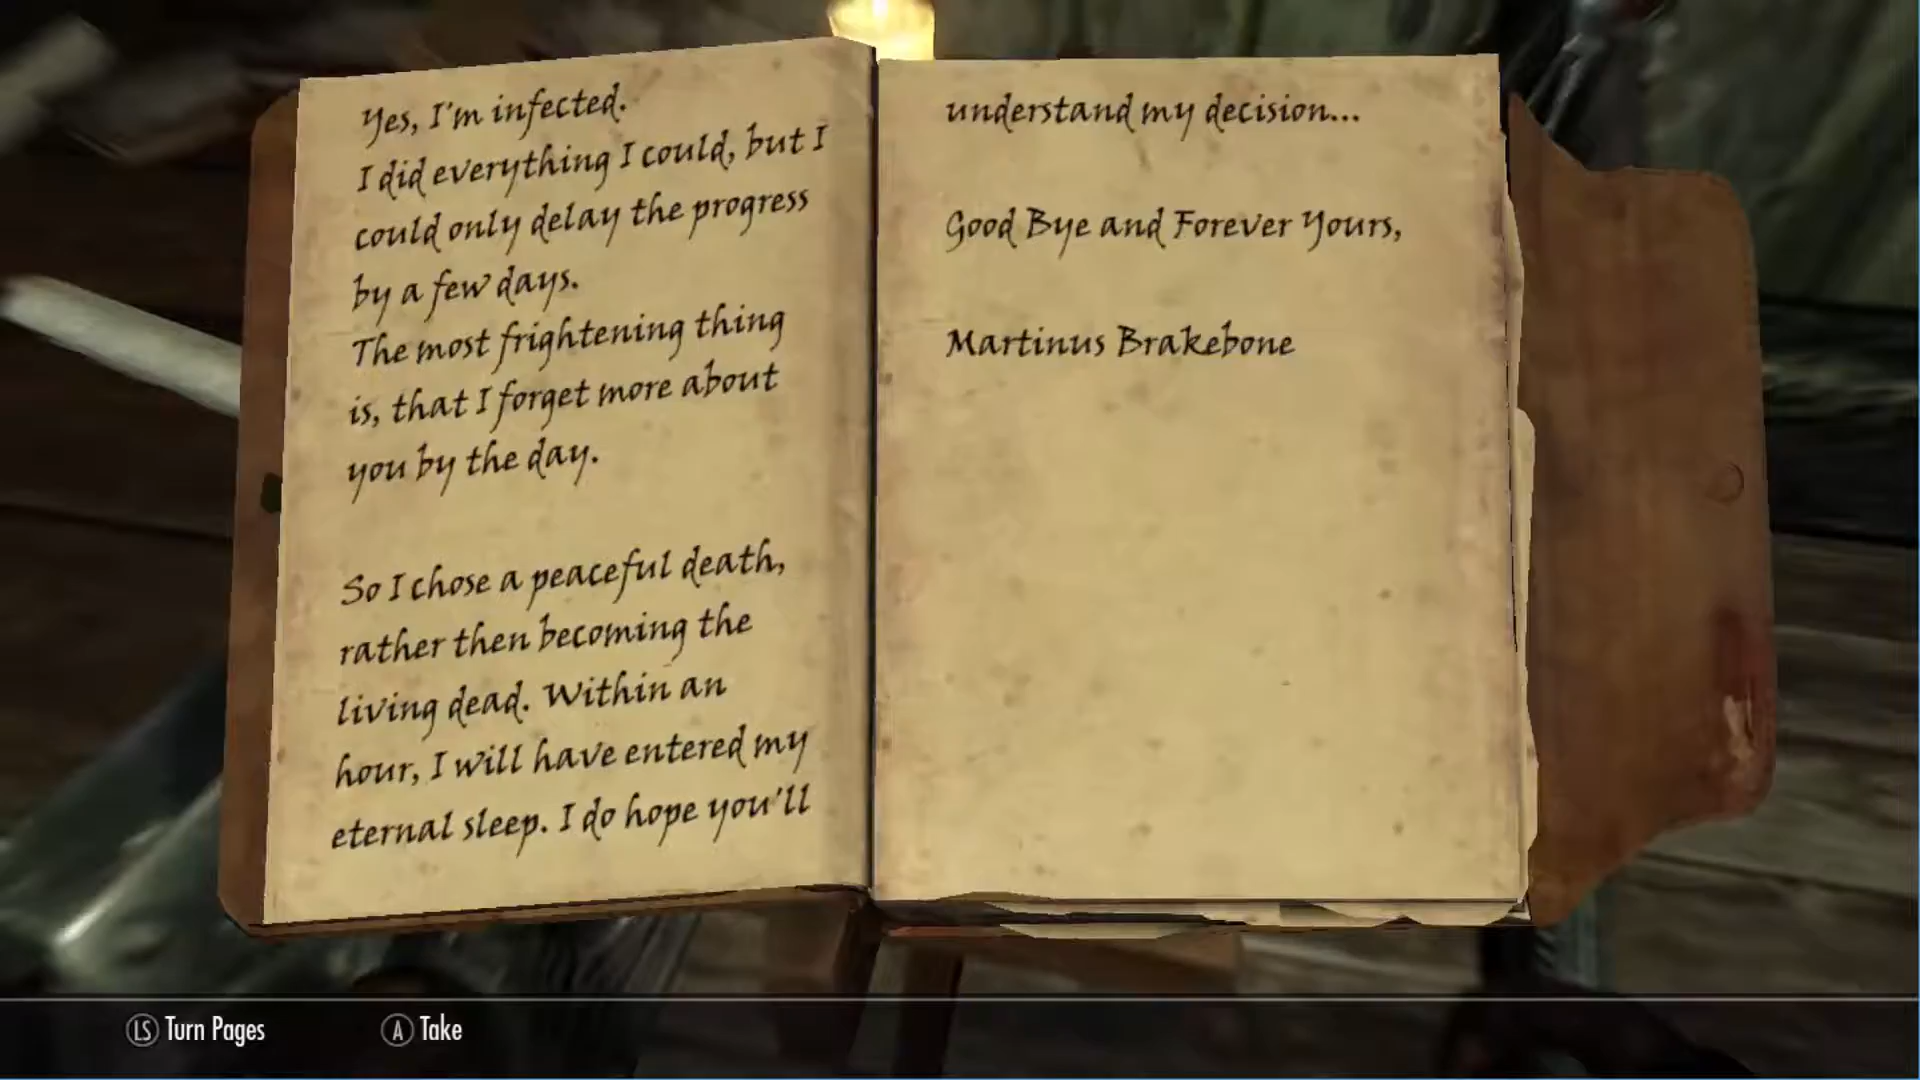 Yes, I'm infected.
I did everything I could, but I
could only delay the progress
by a few days.
The most frightening thing
is, that I forget more about
you by the day.
So I chose a peaceful death,
rather then becoming the
living dead. Within an
hour, I will have entered my
eternal sleep. I do hope you'll
understand my decision...
Good Bye and Forever Yours,
Martinus Brakebone
LS Turn Pages
A Take